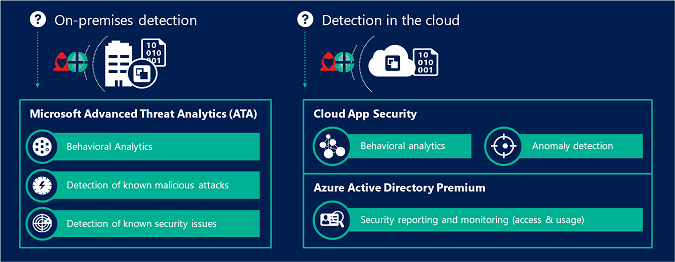 ? On-premises detection
10
010
001
Microsoft Advanced Threat Analytics (ATA)
Behavioral Analytics
Detection of known malicious attacks
Detection of known security issues
? Detection in the cloud
10
010
001
Cloud App Security
Behavioral analytics
Anomaly detection
Azure Active Directory Premium
Security reporting and monitoring (access & usage)